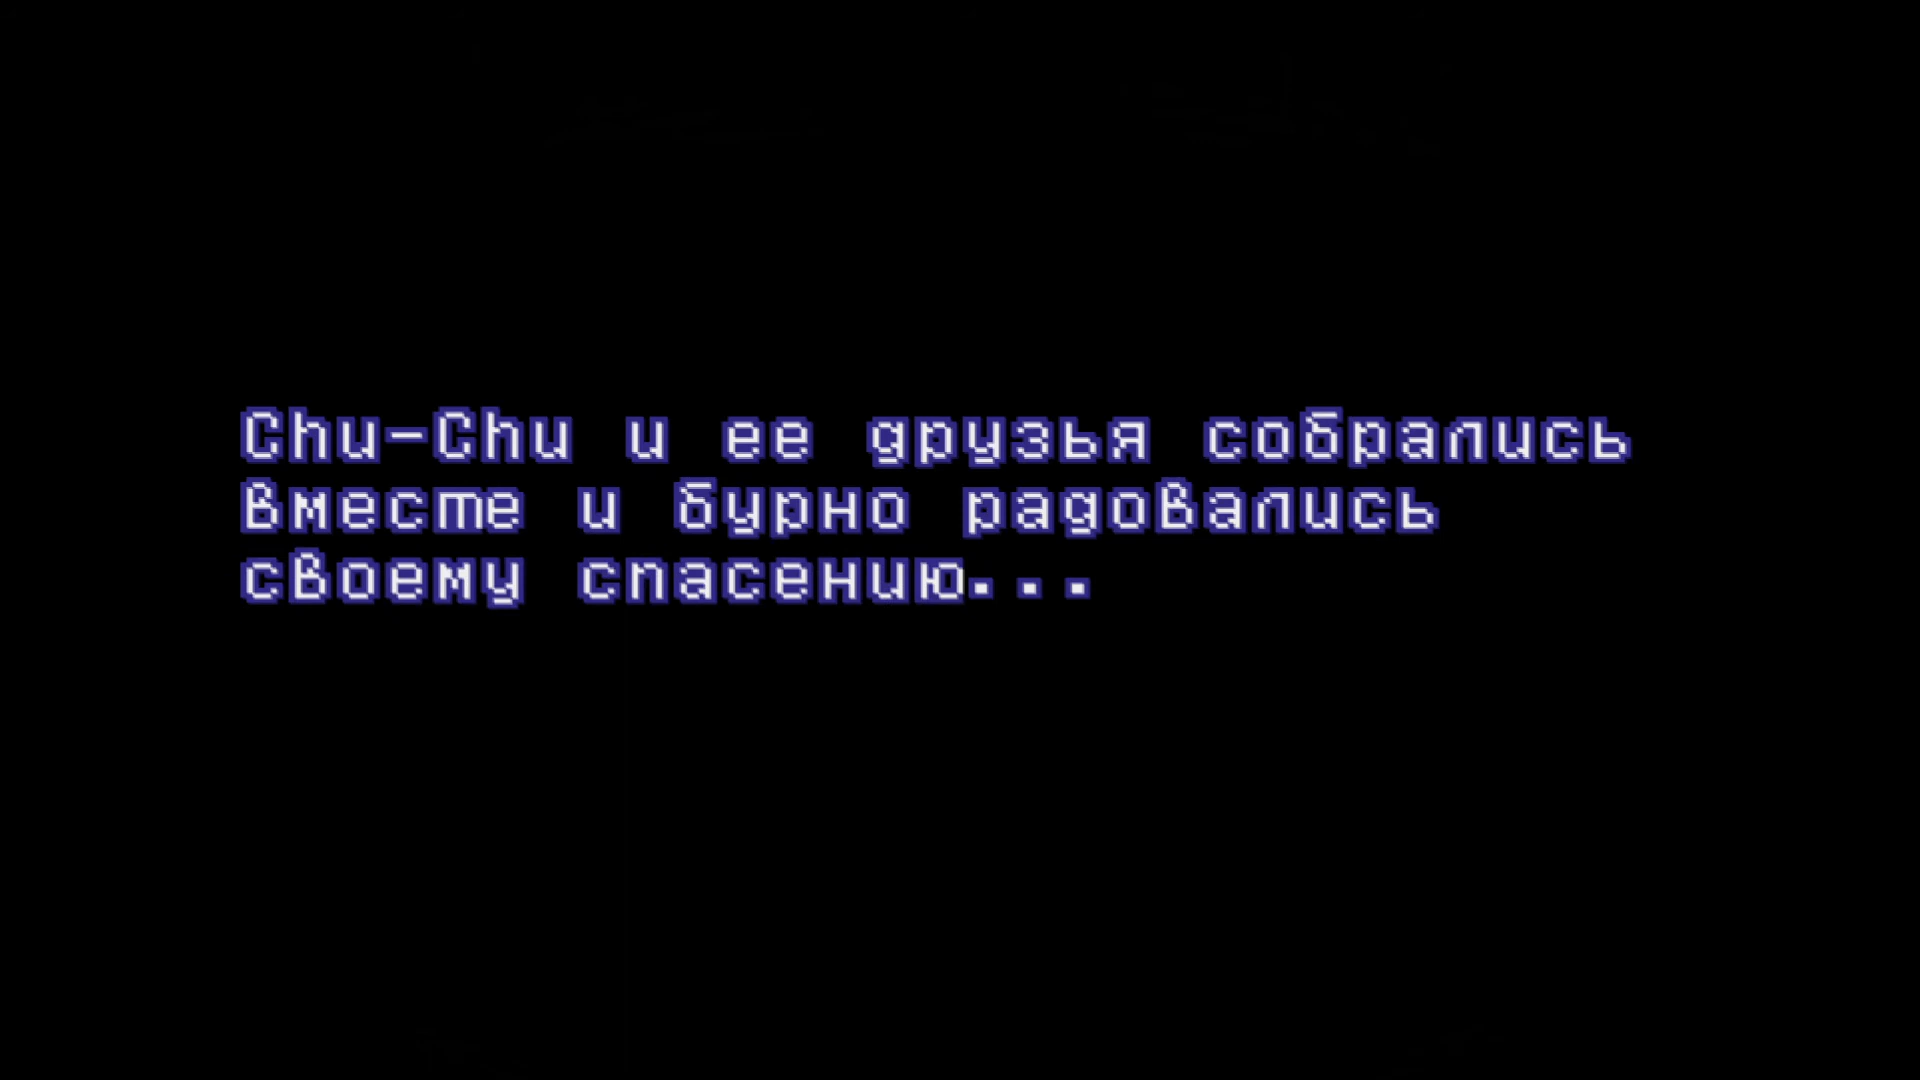 Chu-Chu и ее друзья собрались
вместе и бурно радовались
своему спасению...